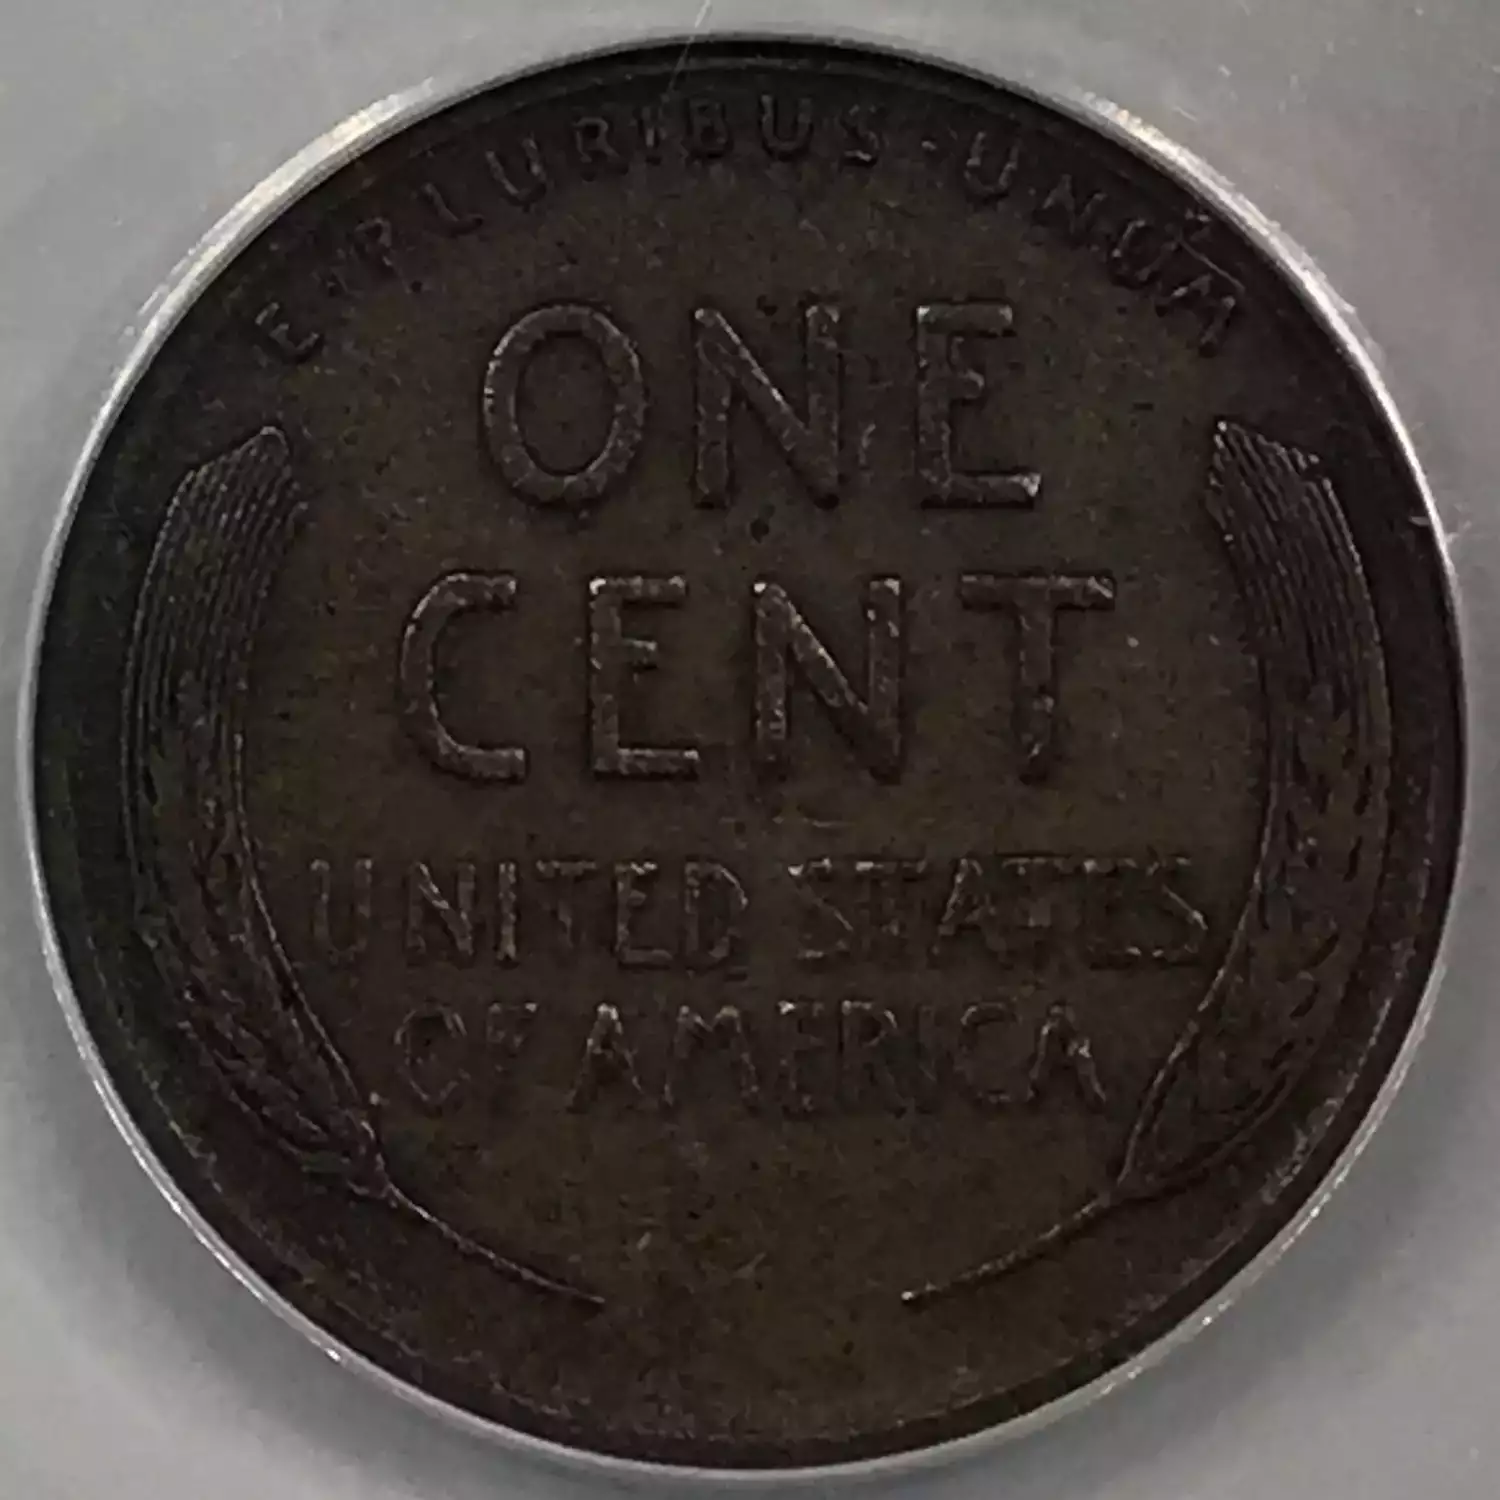 E·PLURIBUS·UNUM
ONE
CENT
UNITED STATES
OF AMERICA